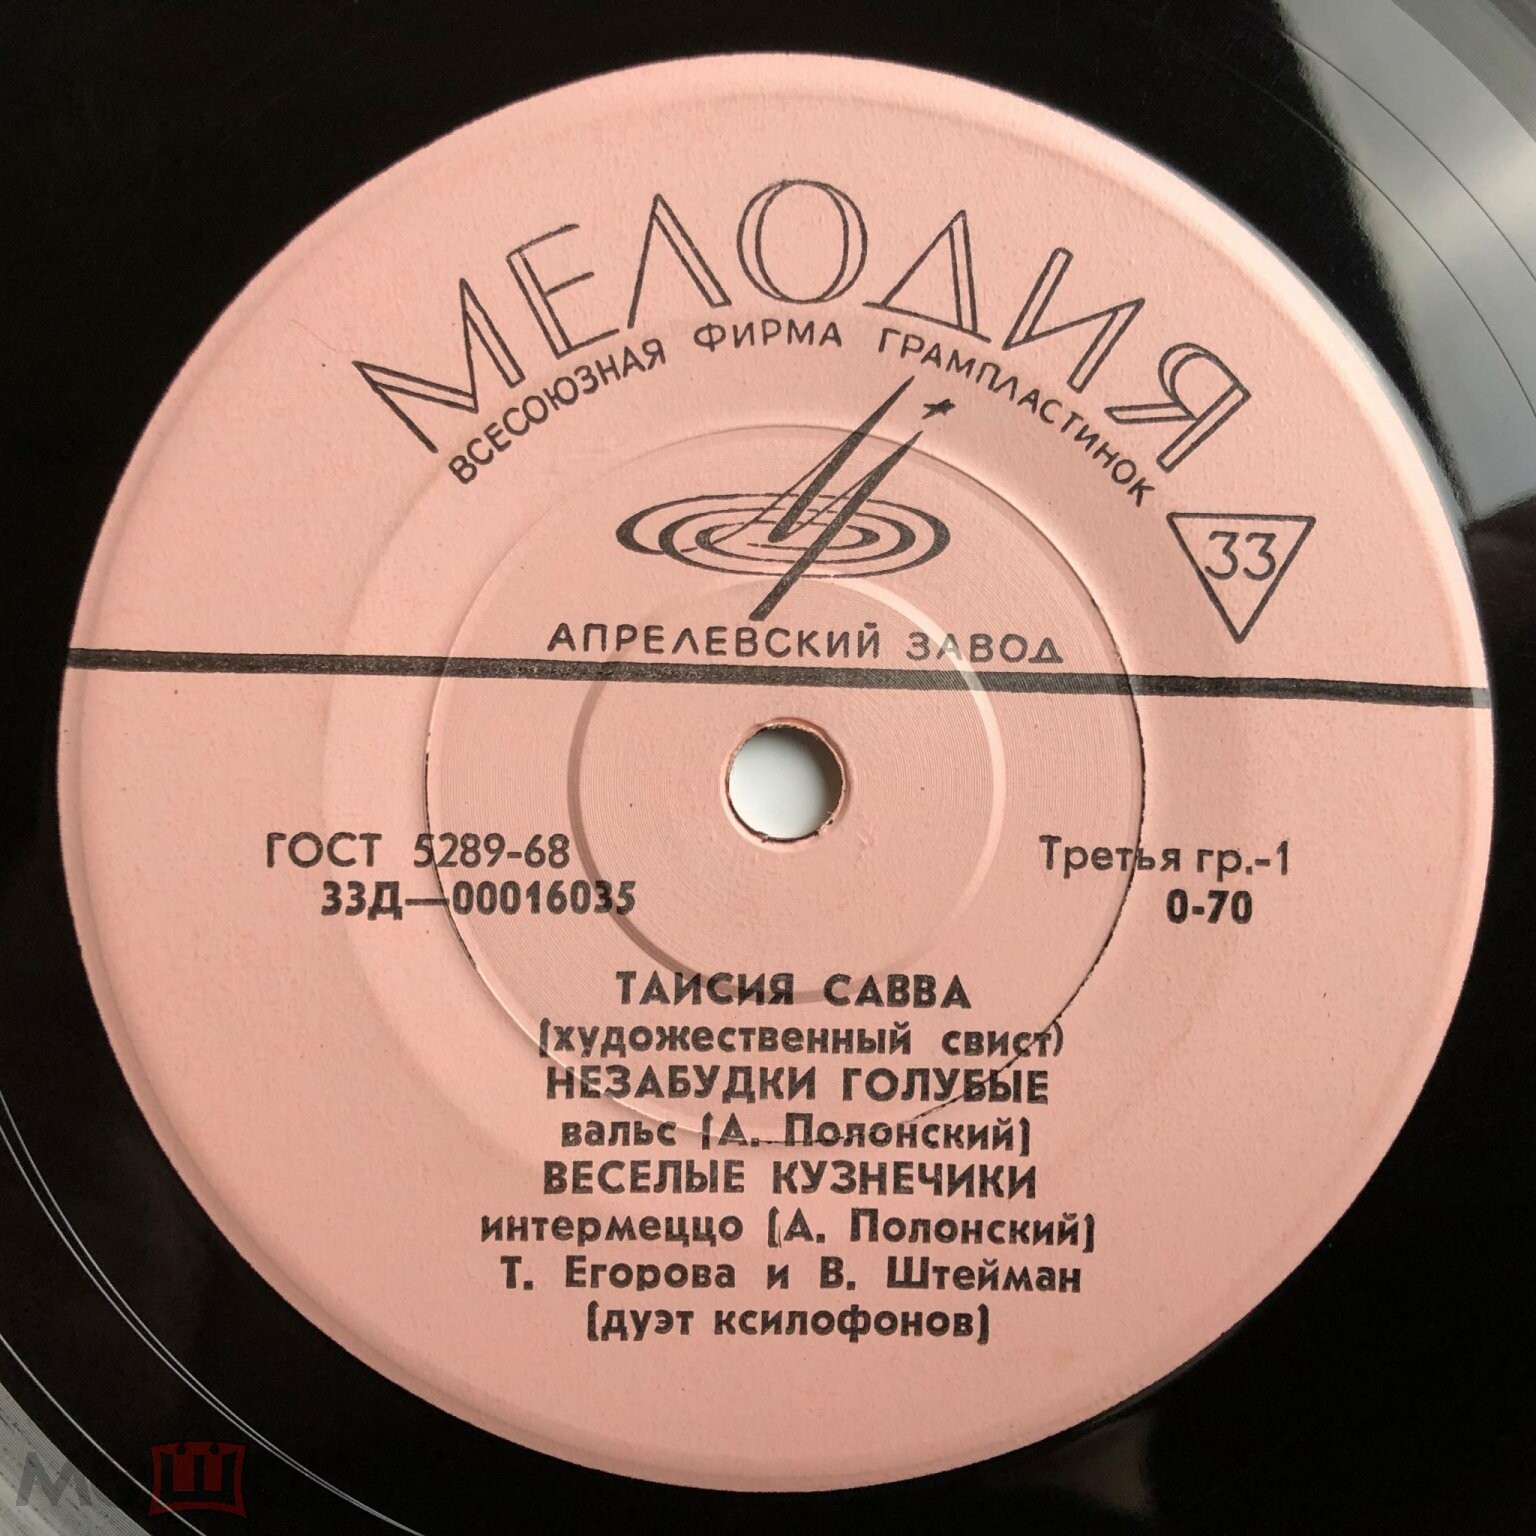 МЕЛОДИЯ
ВСЕСОЮЗНАЯ ФИРМА ГРАМПЛАСТИНОК
33
АПРЕЛЕВСКИЙ ЗАВОД
ГОСТ 5289-68
33Д—00016035
Третья гр.-1
0-70
ТАИСИЯ САВВА
(художественный свист)
НЕЗАБУДКИ ГОЛУБЫЕ
вальс (А. Полонский)
ВЕСЕЛЫЕ КУЗНЕЧИКИ
интермеццо (А. Полонский)
Т. Егорова и В. Штейман
(дуэт ксилофонов)